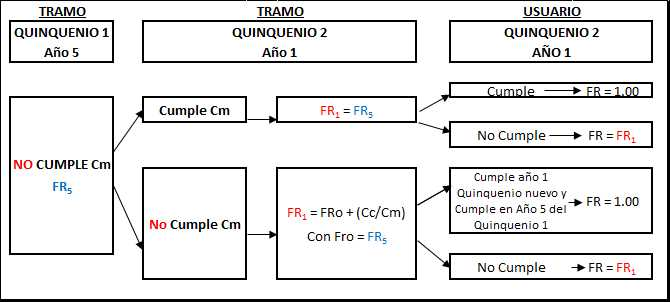 TRAMO
TRAMO
USUARIO
QUINQUENIO 1
Año 5
QUINQUENIO 2
Año 1
QUINQUENIO 2
AÑO 1
NO CUMPLE Cm
FR5
Cumple Cm
FR1 = FR5
Cumple
FR = 1.00
No Cumple
FR = FR1
No Cumple Cm
FR1 = FRo + (Cc/Cm)
Con Fro = FR5
Cumple año 1
Quinquenio nuevo y
Cumple en Año 5 del
Quinquenio 1
FR = 1.00
No Cumple
FR = FR1